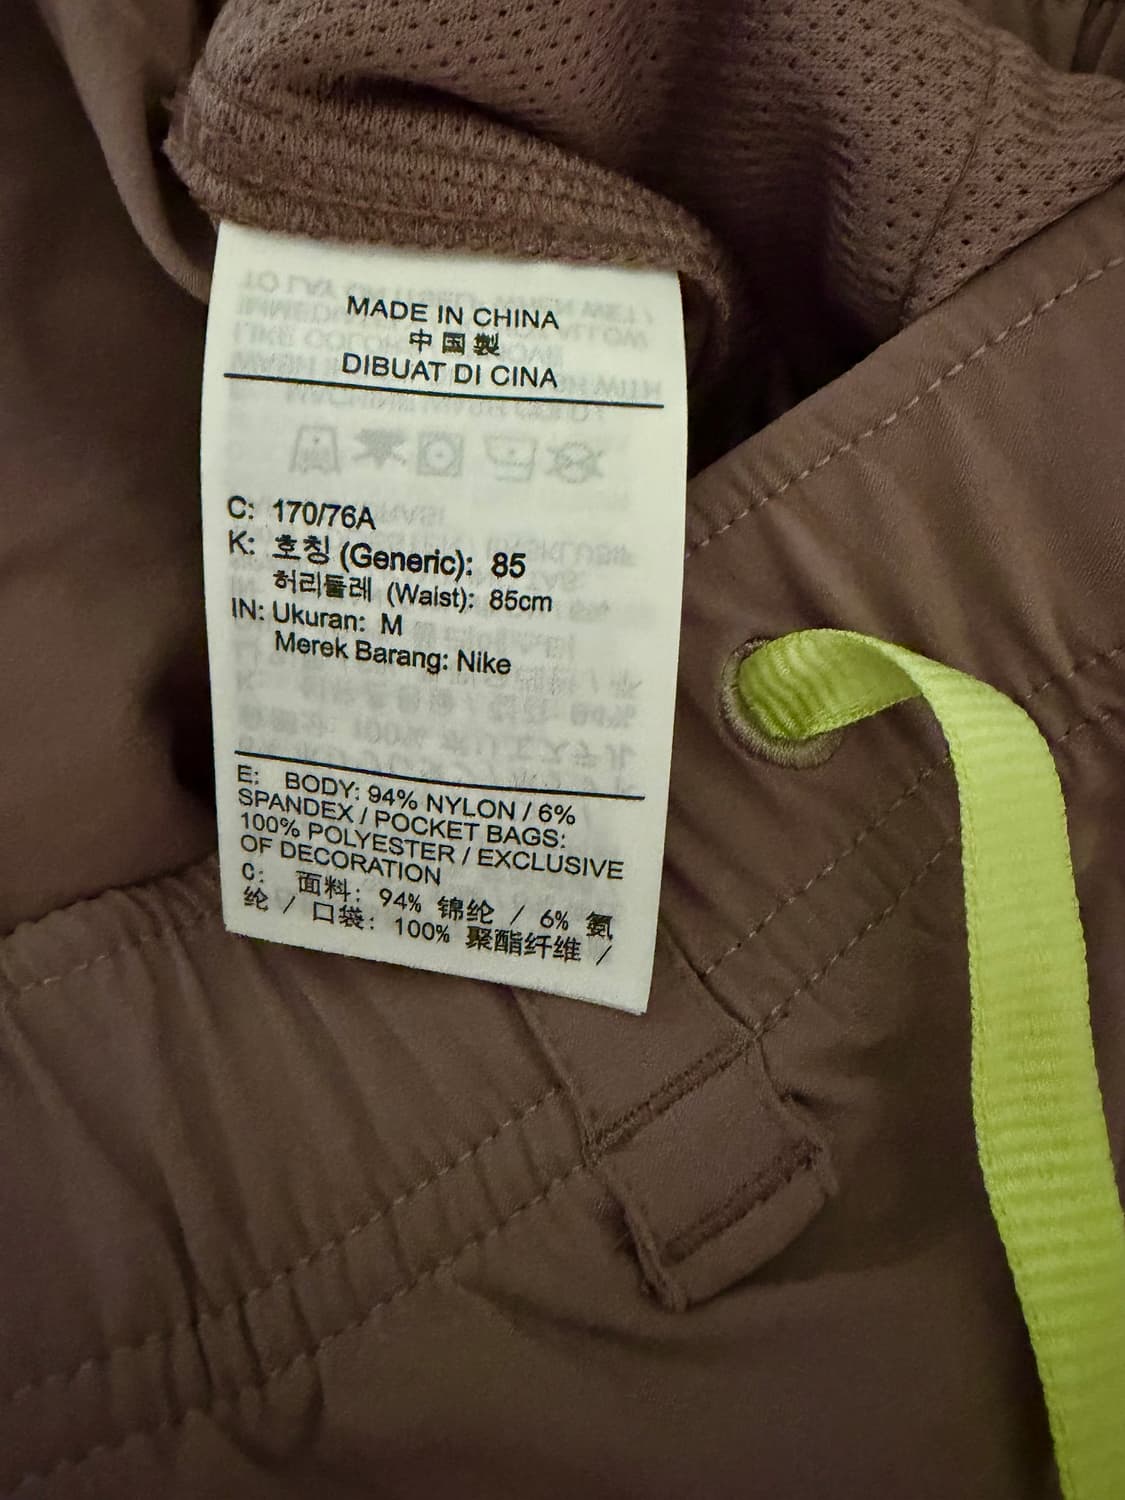 MADE IN CHINA
中国製
DIBUAT DI CINA
C: 170/76A
K: 호칭 (Generic): 85
허리둘레 (Waist): 85cm
IN: Ukuran: M
Merek Barang: Nike
E: BODY: 94% NYLON / 6%
SPANDEX / POCKET BAGS:
100% POLYESTER / EXCLUSIVE
OF DECORATION
C: 面料: 94% 锦纶 / 6% 氨
纶 / 口袋: 100% 聚酯纤维 /